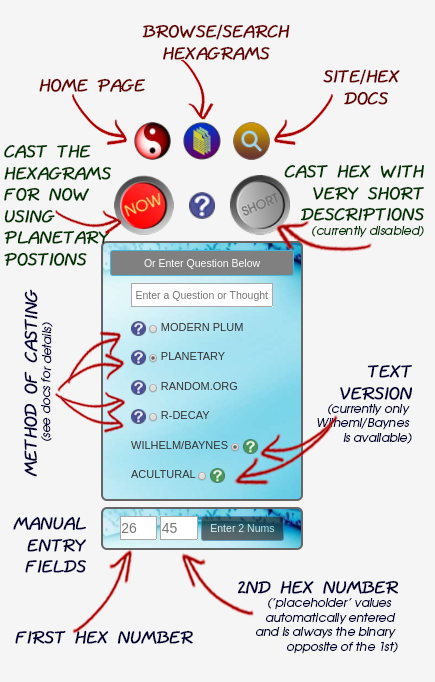 BROWSE/SEARCH
HEXAGRAMS
HOME PAGE
SITE/HEX
DOCS
CAST THE
HEXAGRAMS
FOR NOW
USING
PLANETARY
POSTIONS
NOW
?
SHORT
CAST HEX WITH
VERY SHORT
DESCRIPTIONS
(currently disabled)
Or Enter Question Below
Enter a Question or Thought
? MODERN PLUM
? PLANETARY
? RANDOM.ORG
? R-DECAY
WILHELM/BAYNES ?
ACULTURAL ?
METHOD OF CASTING
(see docs for details)
TEXT
VERSION
(currently only
Wilheml/Baynes
is available)
MANUAL
ENTRY
FIELDS
26 45 Enter 2 Nums
2ND HEX NUMBER
('placeholder' values
automatically entered
and is always the binary
opposite of the 1st)
FIRST HEX NUMBER